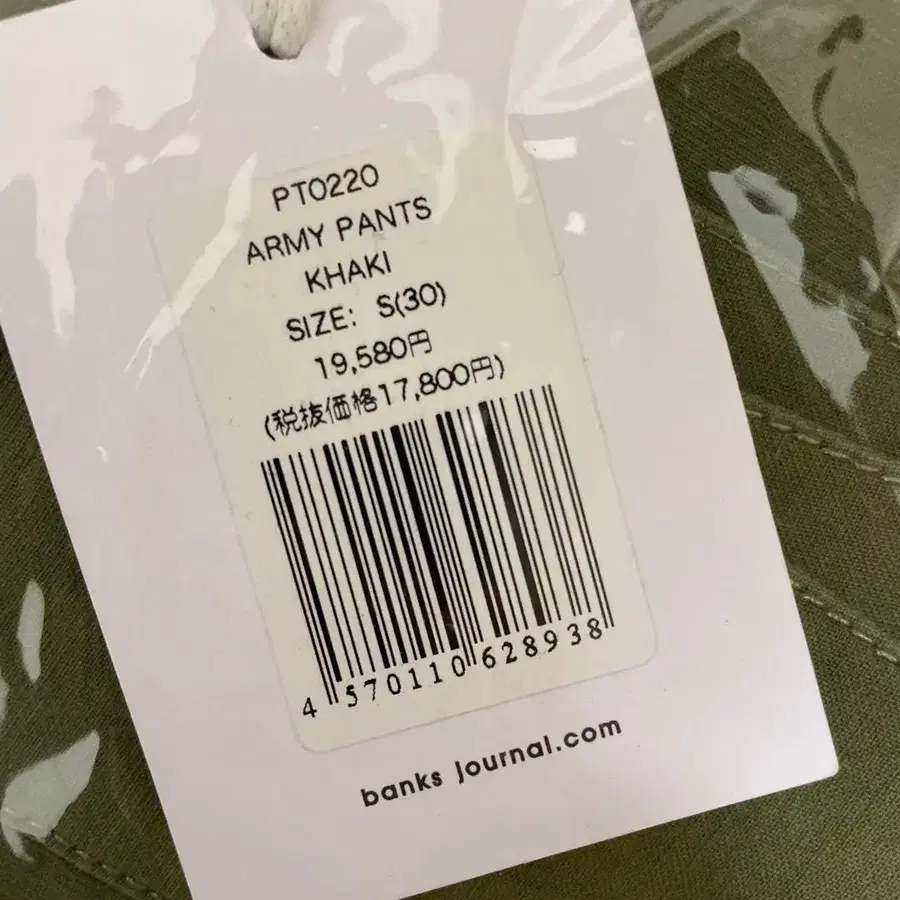 PT0220
ARMY PANTS
KHAKI
SIZE: S(30)
19,580円
(税抜価格17,800円)
4 570110 628938
banks journal.com